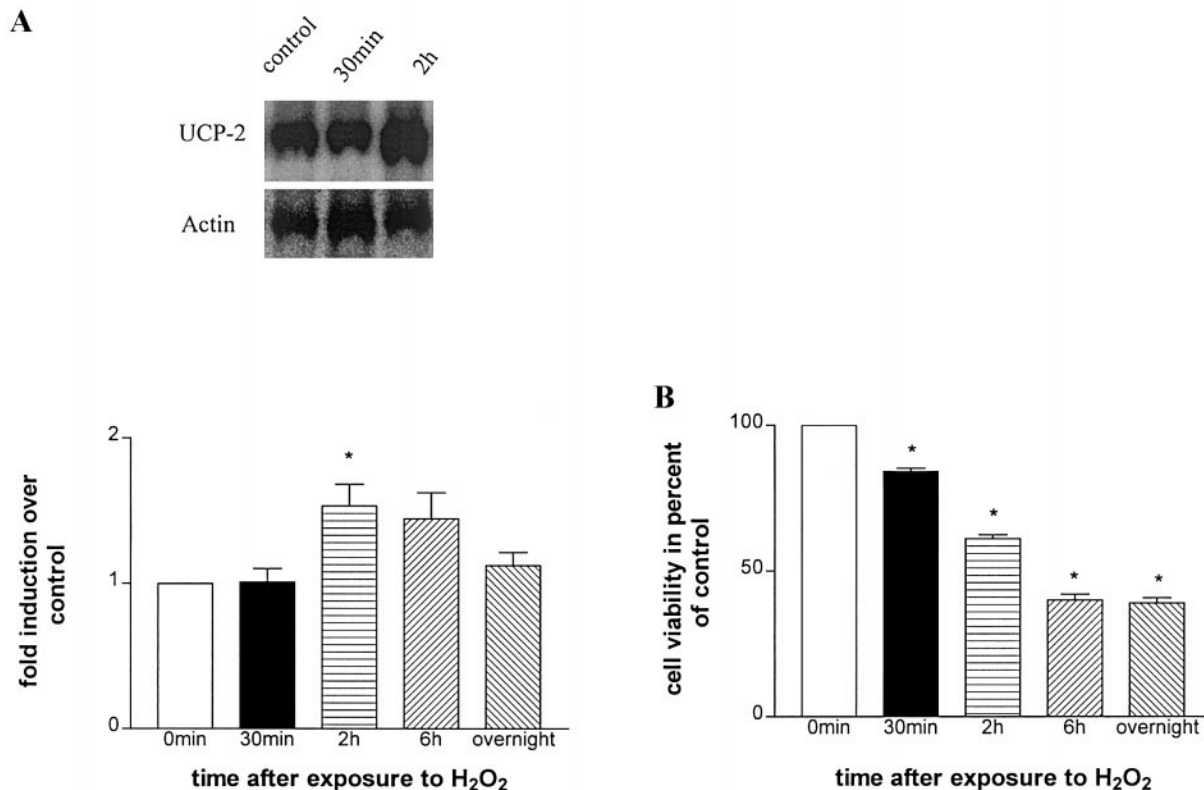 A
control 30min 2h
UCP-2
Actin
fold induction over
control
2
1
0
*
0min 30min 2h 6h overnight
time after exposure to H₂O₂
B
cell viability in percent
of control
100
50
0
* * * *
0min 30min 2h 6h overnight
time after exposure to H₂O₂